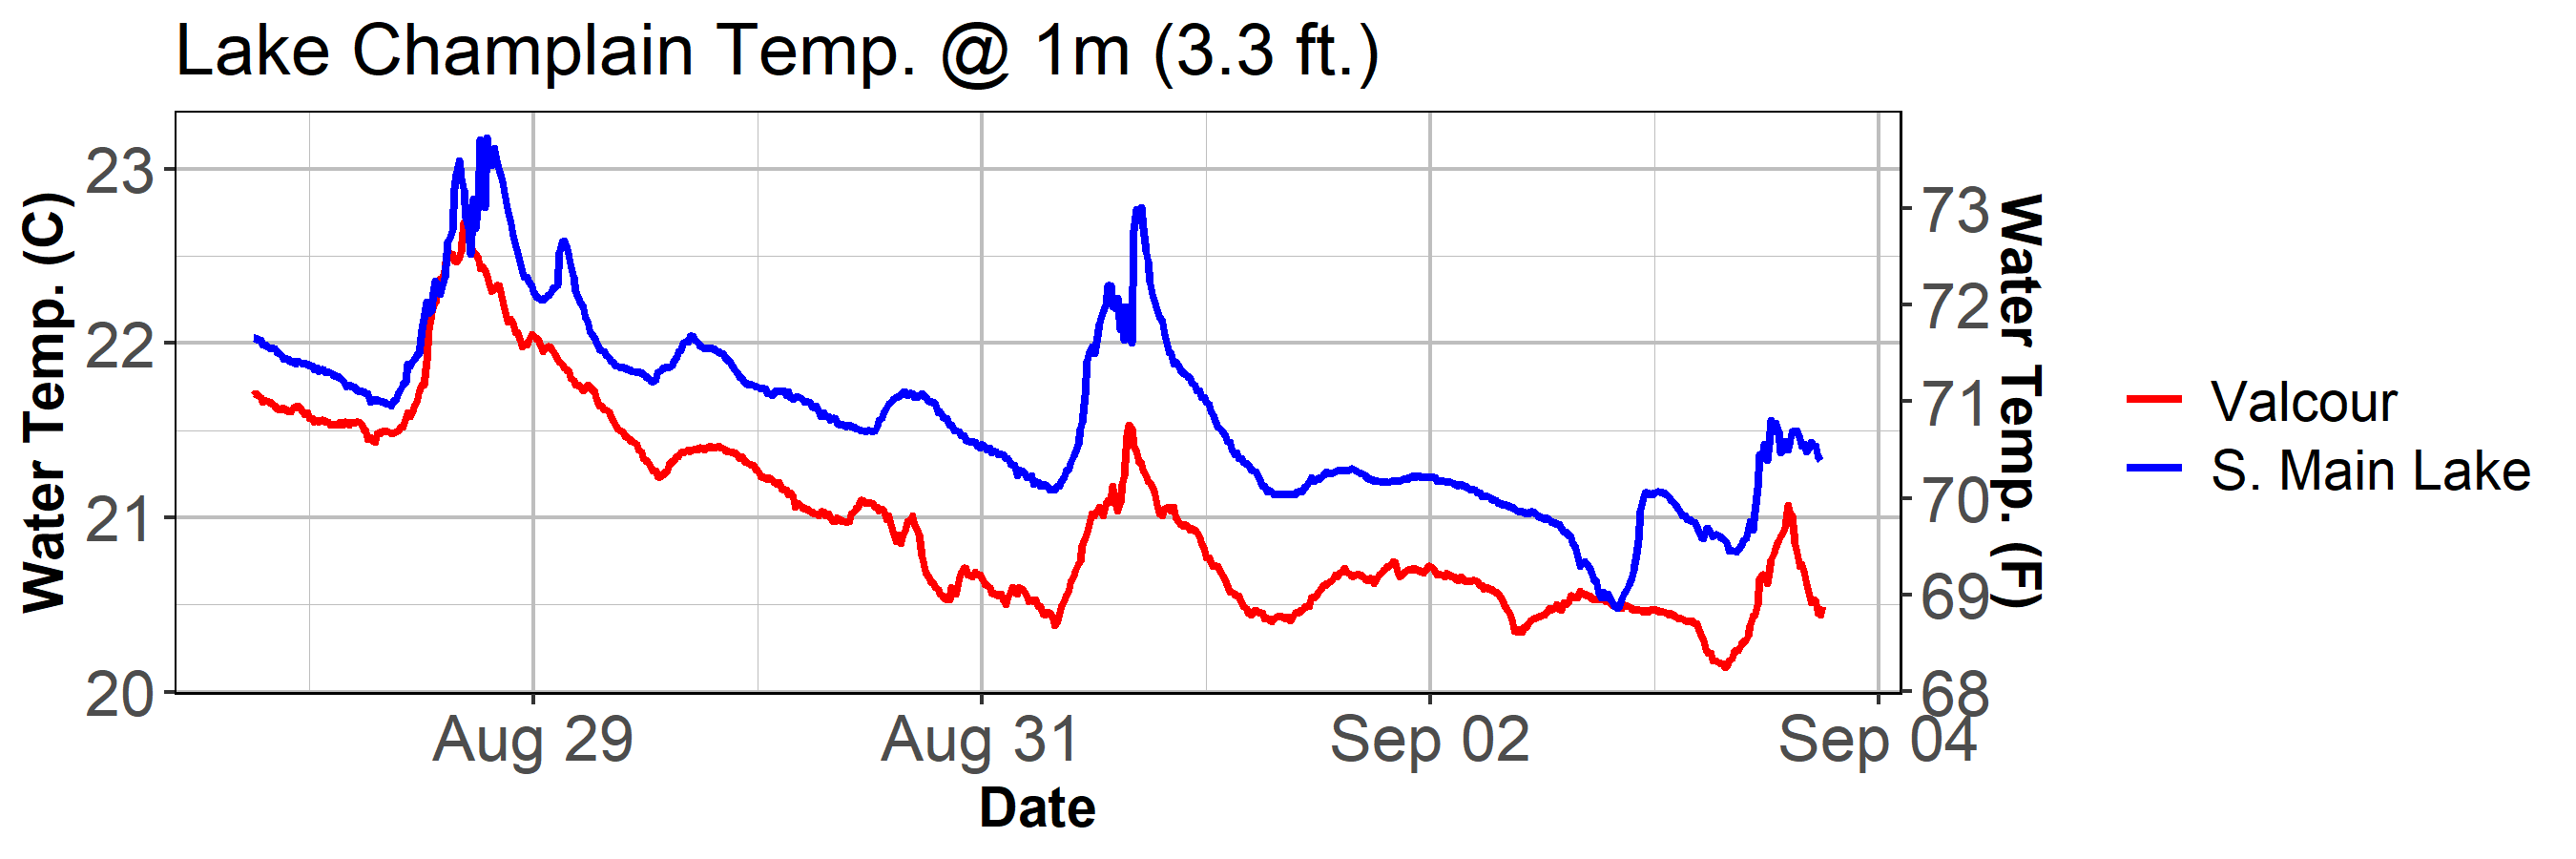 Lake Champlain Temp. @ 1m (3.3 ft.)
Water Temp. (C)
23
22
21
20
73
72
71
70
69
68
Water Temp. (F)
Aug 29
Aug 31
Sep 02
Sep 04
Date
Valcour
S. Main Lake